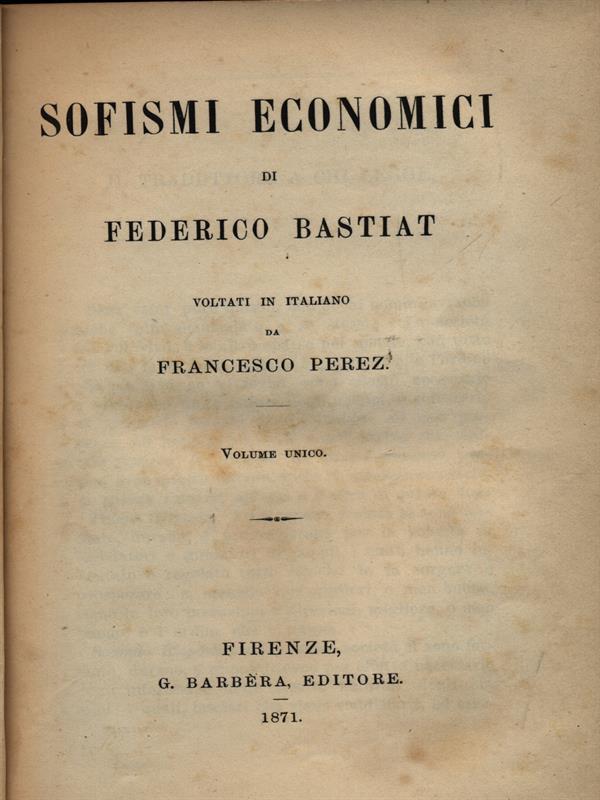 SOFISMI ECONOMICI
DI
FEDERICO BASTIAT
VOLTATI IN ITALIANO
DA
FRANCESCO PEREZ.
VOLUME UNICO.
FIRENZE,
G. BARBÈRA, EDITORE.
1871.